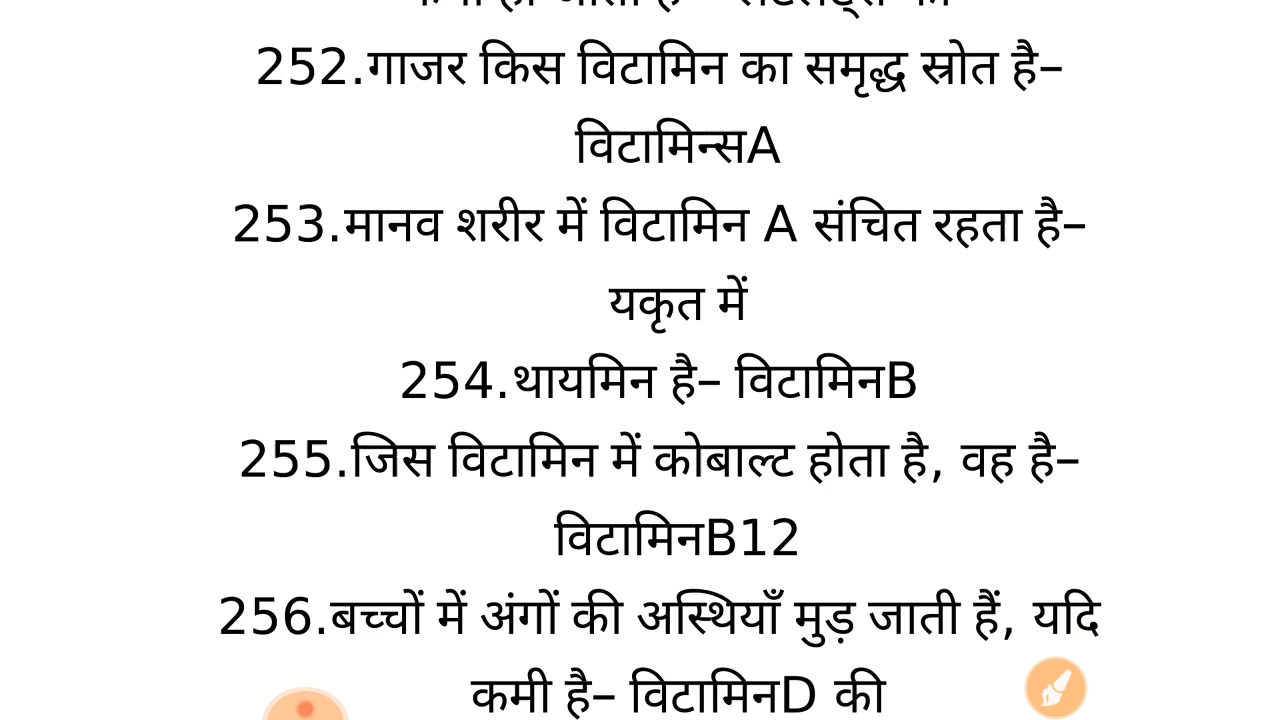 252.गाजर किस विटामिन का समृद्ध स्रोत है–
विटामिन्सA
253.मानव शरीर में विटामिन A संचित रहता है–
यकृत में
254.थायमिन है– विटामिनB
255.जिस विटामिन में कोबाल्ट होता है, वह है–
विटामिनB12
256.बच्चों में अंगों की अस्थियाँ मुड़ जाती हैं, यदि
कमी है– विटामिनD की